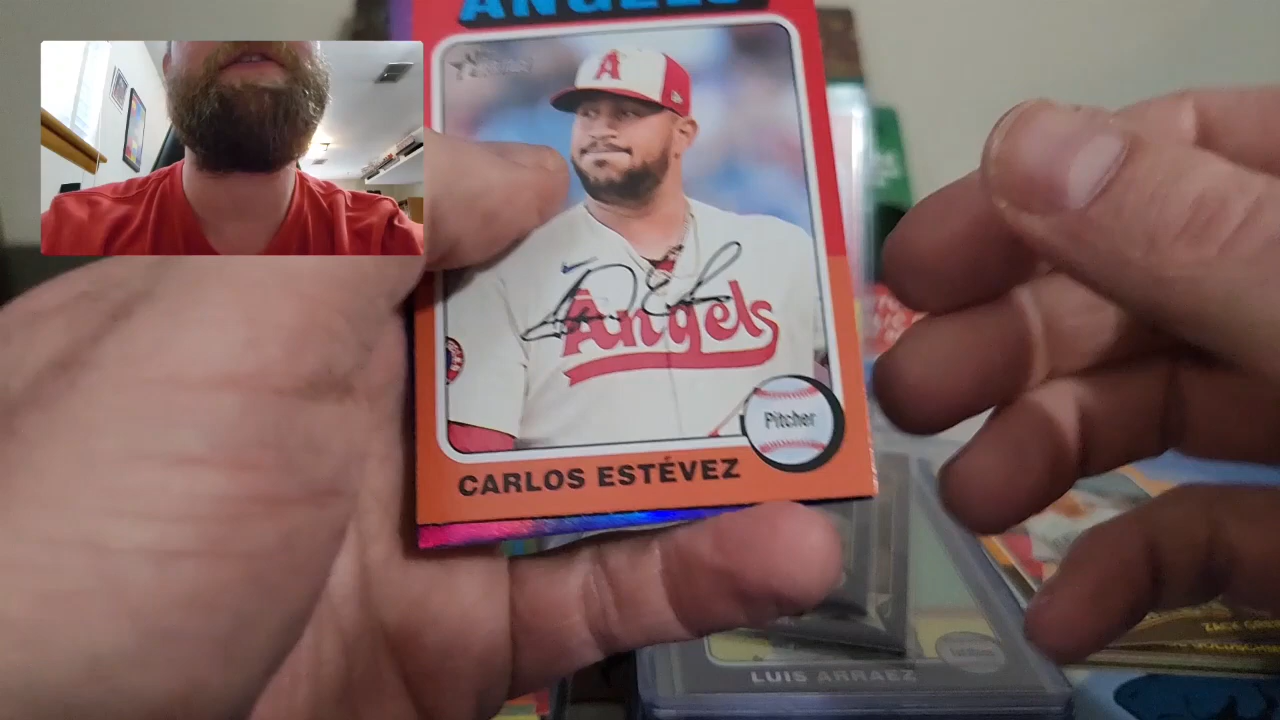 ANGELS
A
Angels
Pitcher
CARLOS ESTÉVEZ
LUIS ARRAEZ